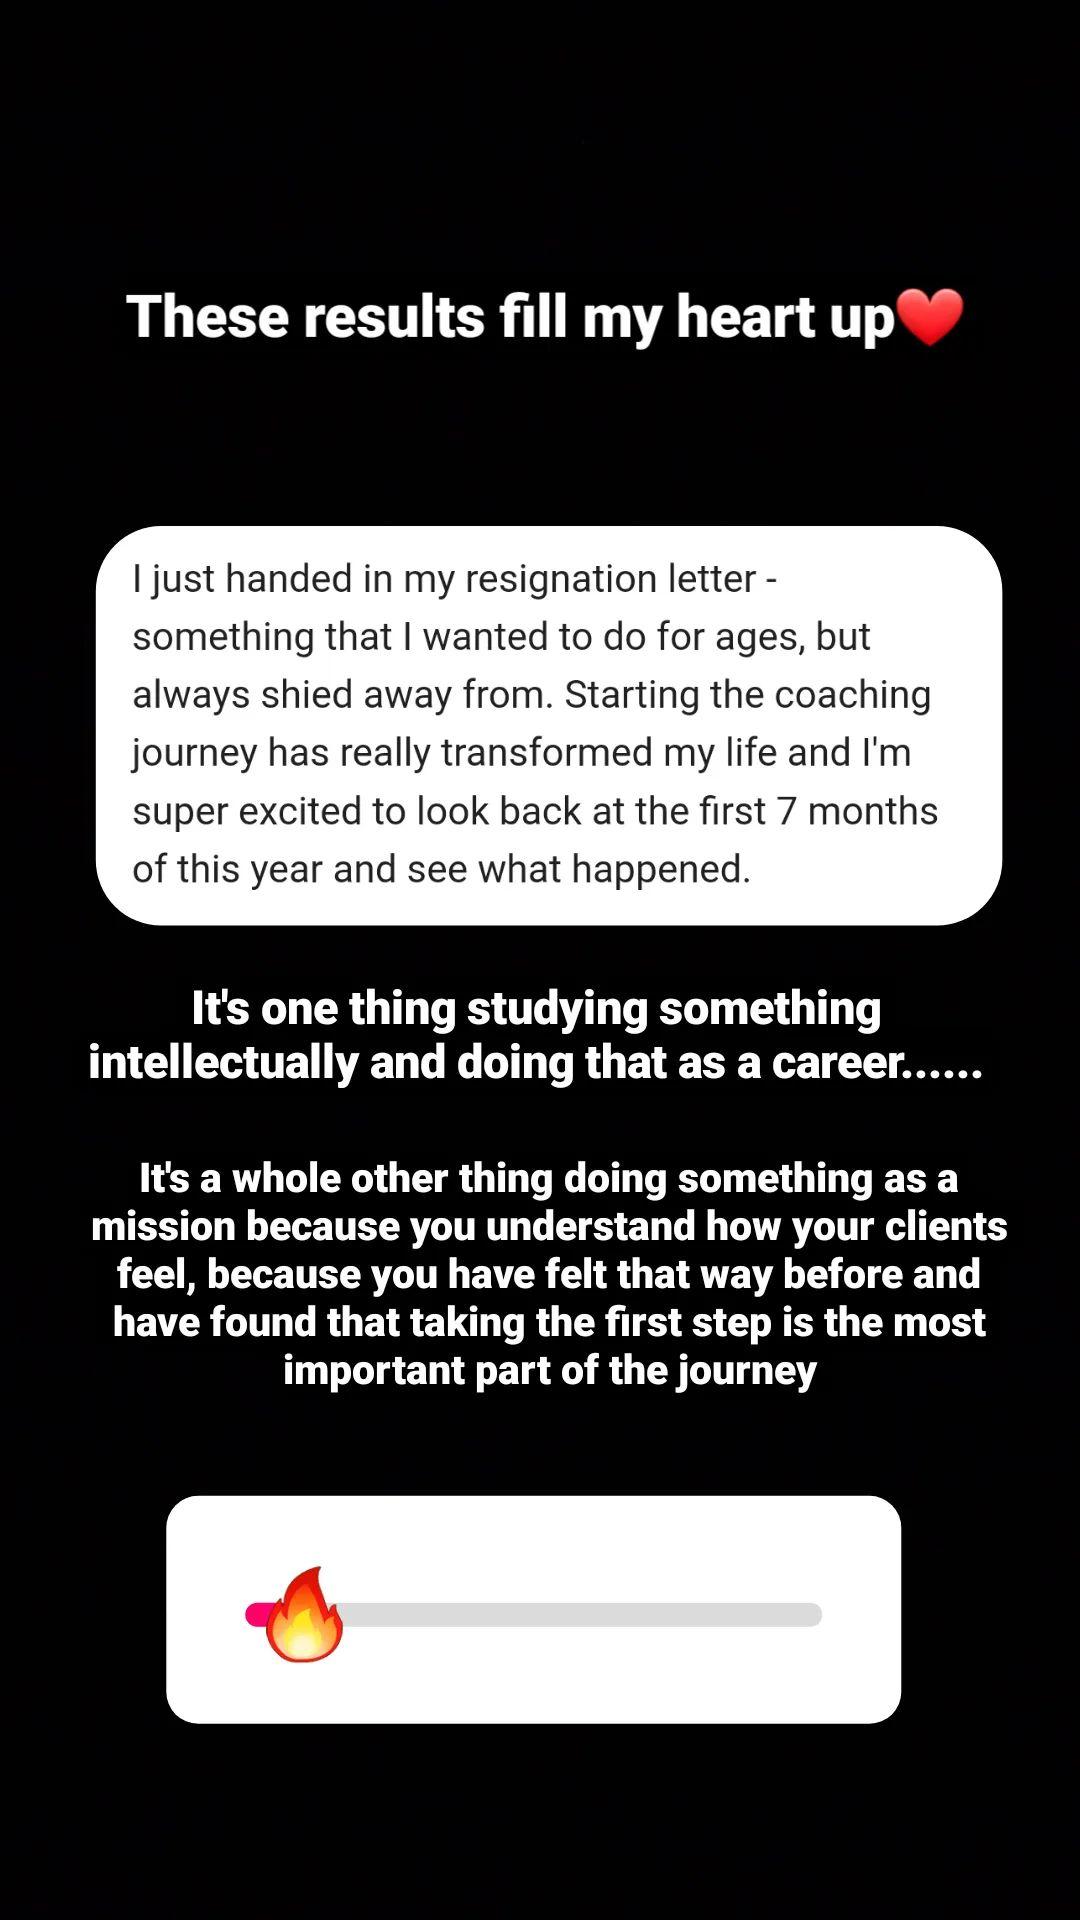 These results fill my heart up❤️
I just handed in my resignation letter -
something that I wanted to do for ages, but
always shied away from. Starting the coaching
journey has really transformed my life and I'm
super excited to look back at the first 7 months
of this year and see what happened.
It's one thing studying something
intellectually and doing that as a career......
It's a whole other thing doing something as a
mission because you understand how your clients
feel, because you have felt that way before and
have found that taking the first step is the most
important part of the journey